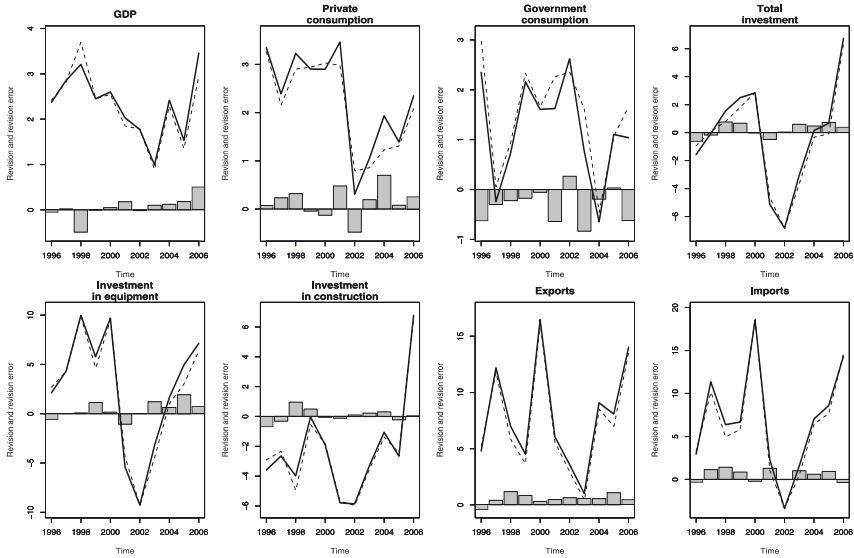 GDP
Revision and revision error
4
3
2
1
0
1996 1998 2000 2002 2004 2006
Time
Private
consumption
Revision and revision error
3
2
1
0
1996 1998 2000 2002 2004 2006
Time
Government
consumption
Revision and revision error
3
2
1
0
−1
1996 1998 2000 2002 2004 2006
Time
Total
investment
Revision and revision error
6
4
2
0
−2
−4
−6
1996 1998 2000 2002 2004 2006
Time
Investment
in equipment
Revision and revision error
10
5
0
−5
−10
1996 1998 2000 2002 2004 2006
Time
Investment
in construction
Revision and revision error
6
4
2
0
−2
−4
−6
1996 1998 2000 2002 2004 2006
Time
Exports
Revision and revision error
15
10
5
0
1996 1998 2000 2002 2004 2006
Time
Imports
Revision and revision error
20
15
10
5
0
1996 1998 2000 2002 2004 2006
Time